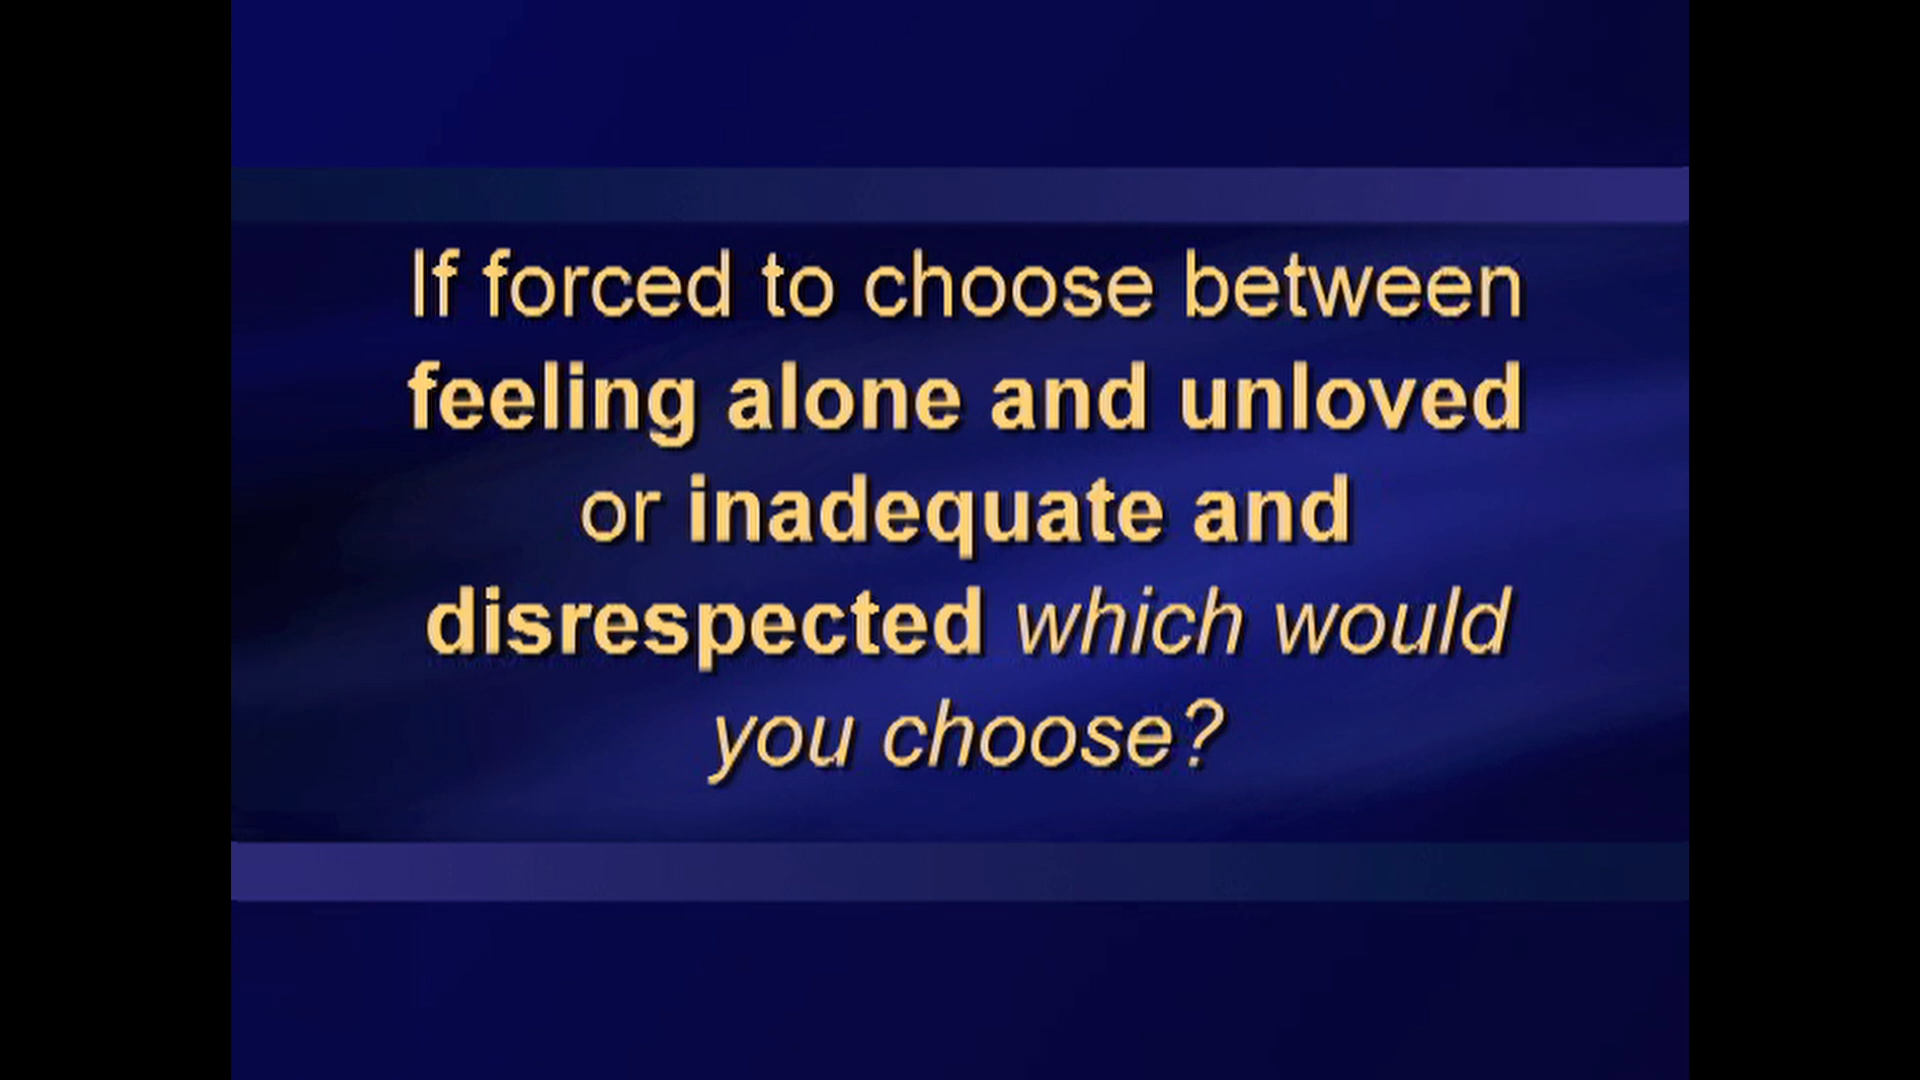 If forced to choose between
feeling alone and unloved
or inadequate and
disrespected which would
you choose?